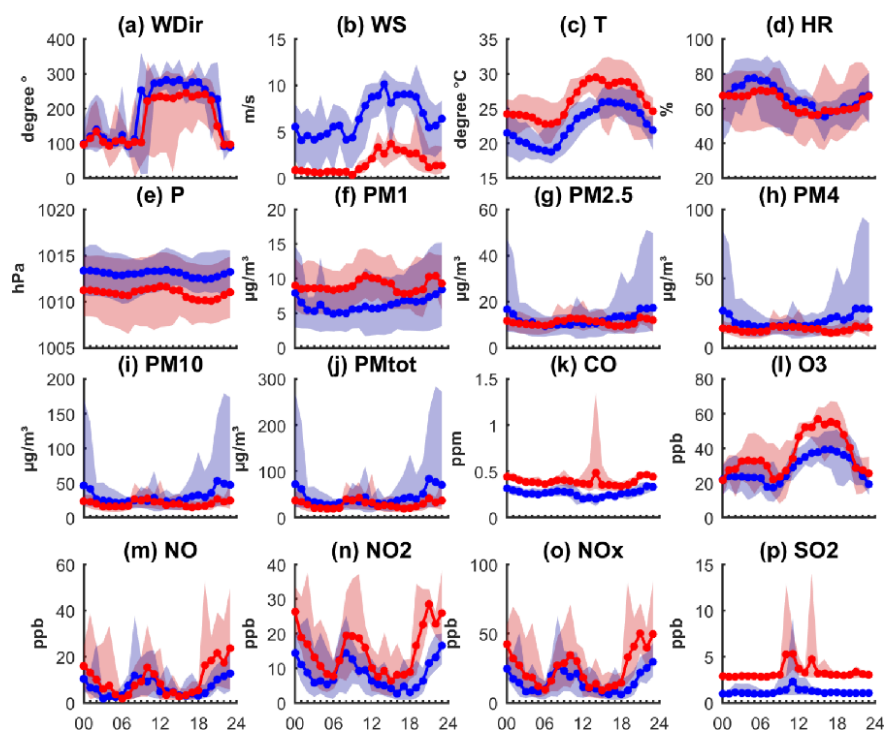 (a) WDir (b) WS (c) T (d) HR
400 300 200 100 0 degree °
15 10 5 0 m/s
35 30 25 20 15 degree °C
100 80 60 40 20 %
(e) P (f) PM1 (g) PM2.5 (h) PM4
1020 1015 1010 1005 hPa
20 15 10 5 0 µg/m³
60 40 20 0 µg/m³
100 50 0 µg/m³
(i) PM10 (j) PMtot (k) CO (l) O3
200 150 100 50 0 µg/m³
300 200 100 0 µg/m³
1.5 1 0.5 0 ppm
80 60 40 20 0 ppb
(m) NO (n) NO2 (o) NOx (p) SO2
60 40 20 0 ppb
40 30 20 10 0 ppb
100 50 0 ppb
15 10 5 0 ppb
00 06 12 18 24 00 06 12 18 24 00 06 12 18 24 00 06 12 18 24